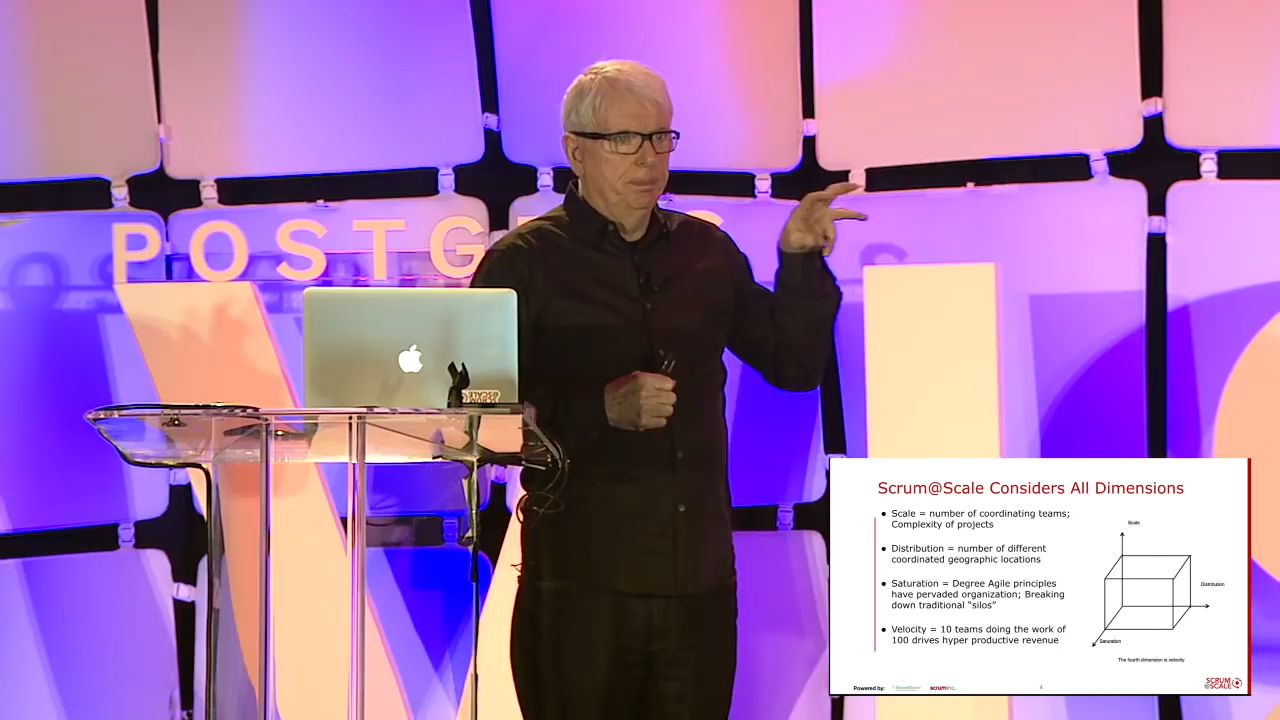 POSTG
Scrum@Scale Considers All Dimensions
• Scale = number of coordinating teams;
Complexity of projects
• Distribution = number of different
coordinated geographic locations
• Saturation = Degree Agile principles
have pervaded organization; Breaking
down traditional “silos”
• Velocity = 10 teams doing the work of
100 drives hyper productive revenue
Scale
Distribution
Saturation
The fourth dimension is velocity
Powered by:
scruminc.
4
SCRUM
@SCALE